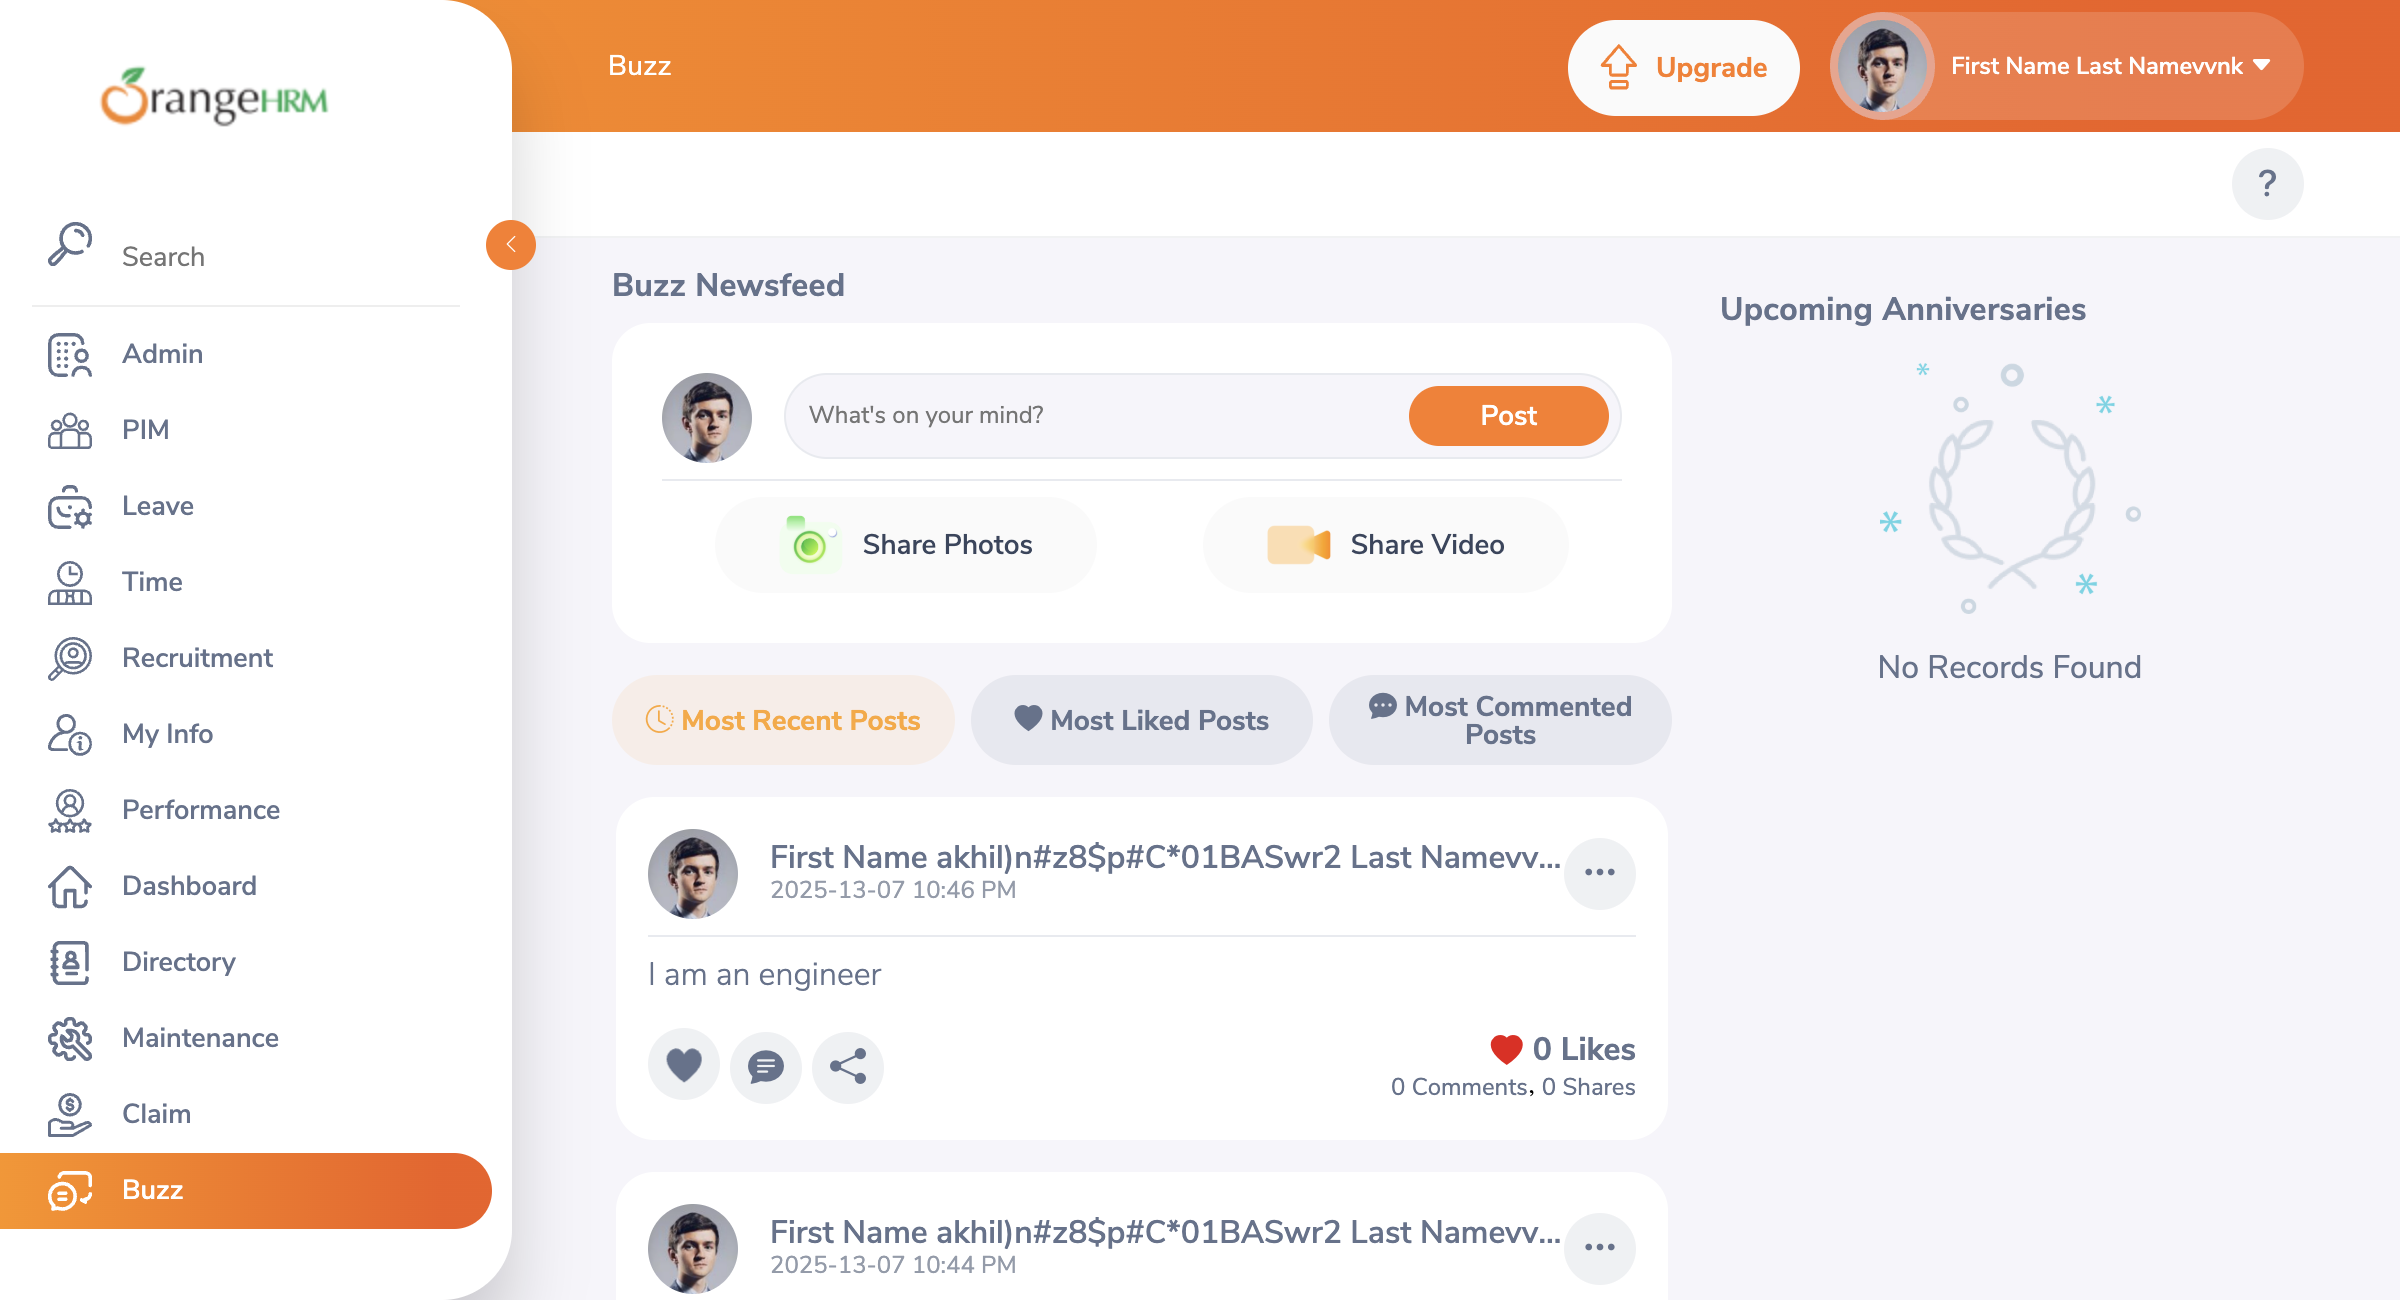 OrangeHRM
Search
Admin
PIM
Leave
Time
Recruitment
My Info
Performance
Dashboard
Directory
Maintenance
Claim
Buzz
Buzz
Upgrade
First Name Last Namevvnk
?
Buzz Newsfeed
What's on your mind?
Post
Share Photos
Share Video
Most Recent Posts
Most Liked Posts
Most Commented
Posts
First Name akhil)n#z8$p#C*01BASwr2 Last Namevv...
2025-13-07 10:46 PM
I am an engineer
0 Likes
0 Comments, 0 Shares
First Name akhil)n#z8$p#C*01BASwr2 Last Namevv...
2025-13-07 10:44 PM
Upcoming Anniversaries
No Records Found